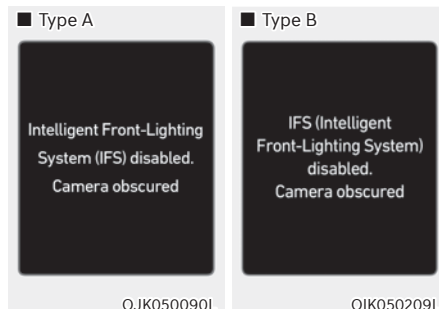 ■ Type A
Intelligent Front-Lighting
System (IFS) disabled.
Camera obscured
OJK050090L
■ Type B
IFS (Intelligent
Front-Lighting System)
disabled.
Camera obscured
OIK050209L